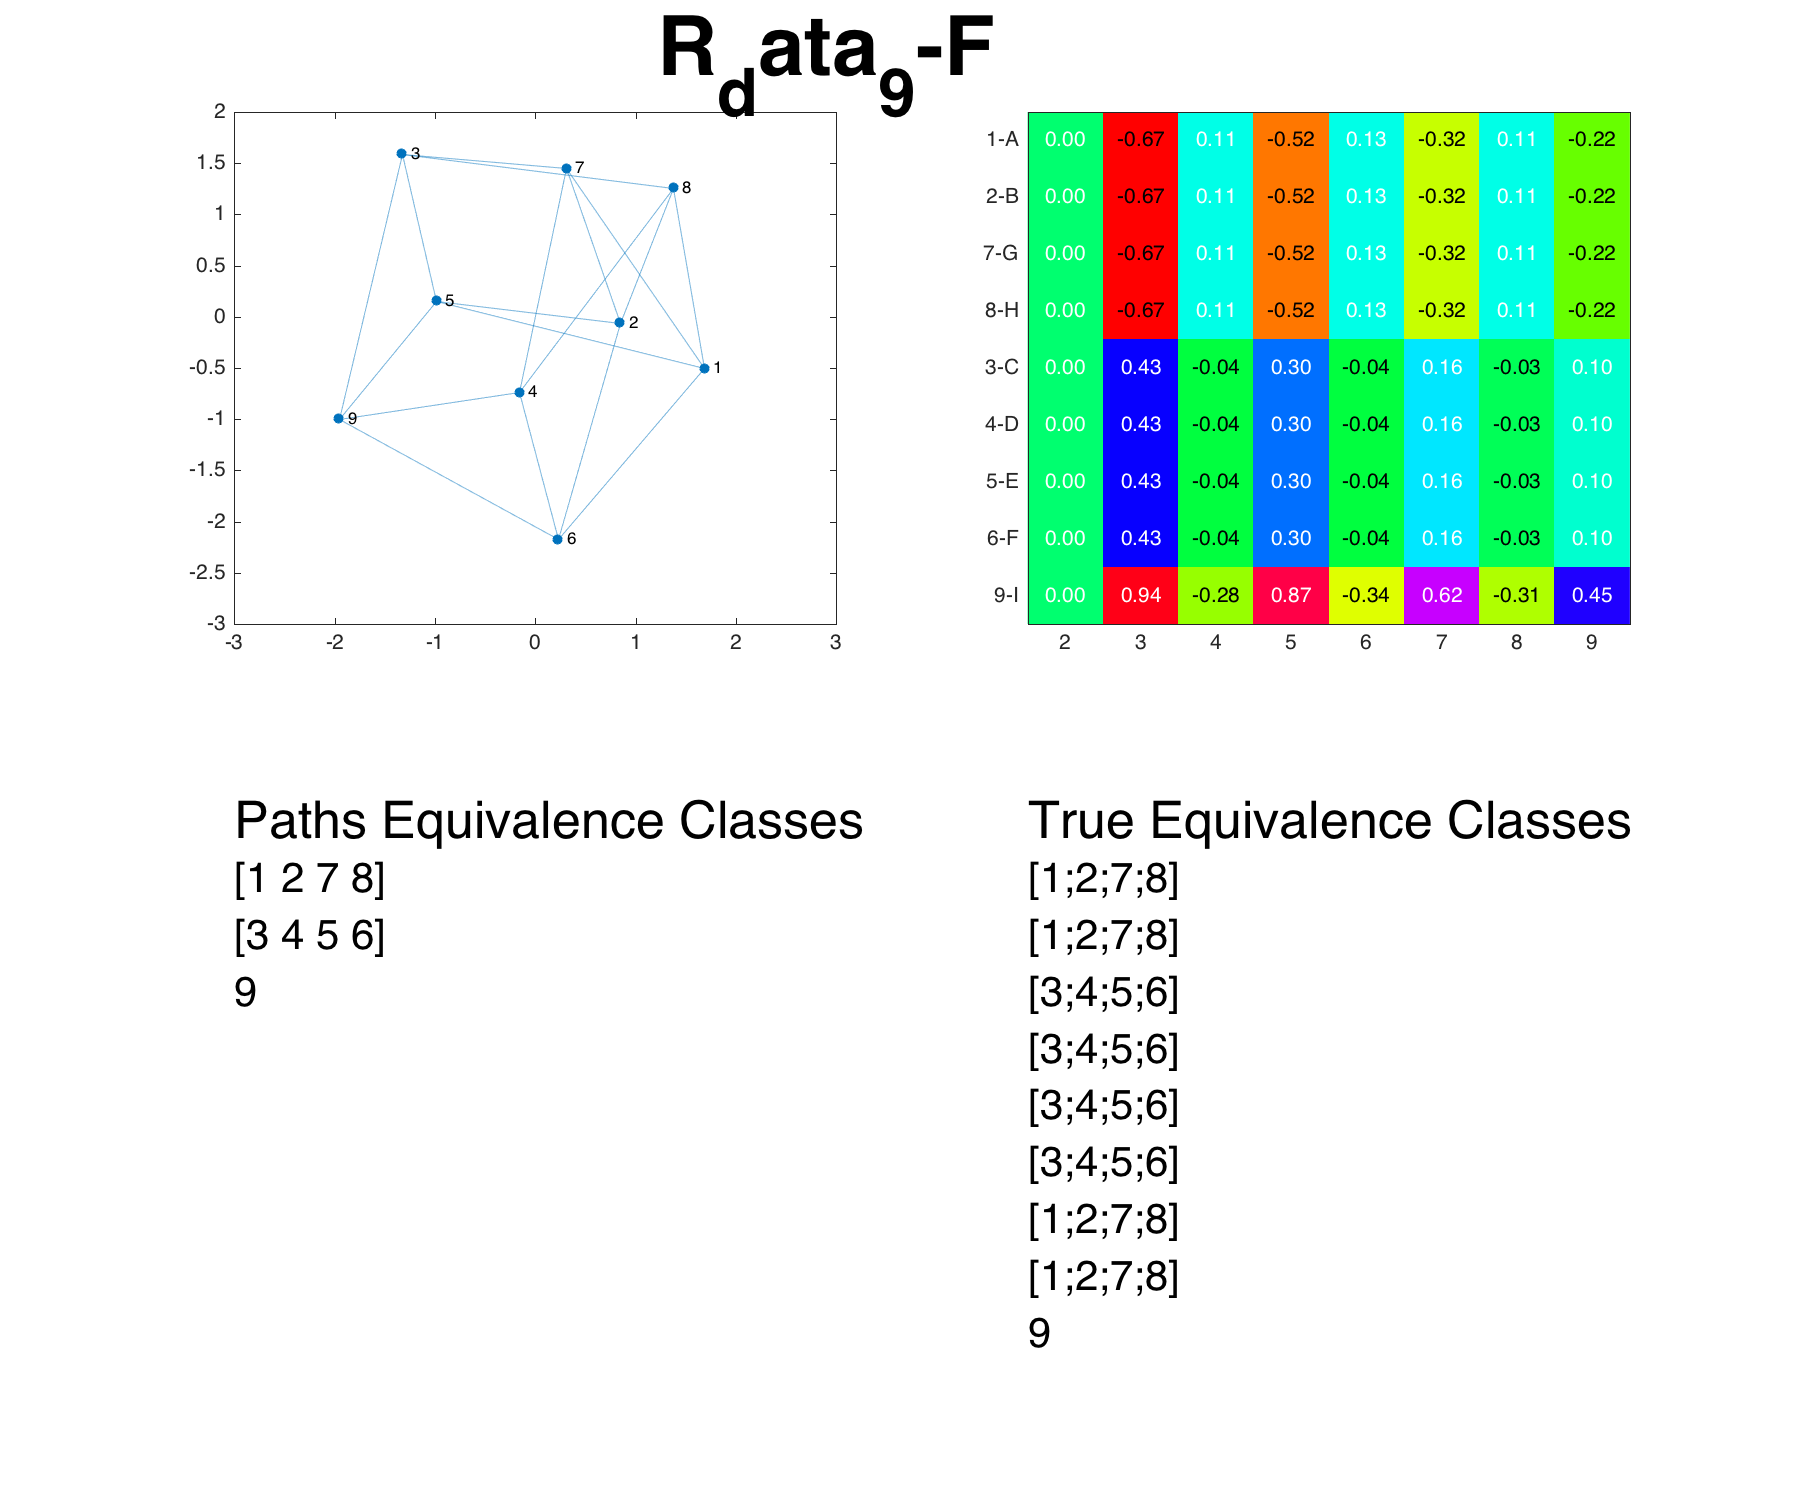 R_data_9-F
2
1.5
1
0.5
0
-0.5
-1
-1.5
-2
-2.5
-3
-3 -2 -1 0 1 2 3
3
7
8
5
2
1
4
9
6
1-A 0.00 -0.67 0.11 -0.52 0.13 -0.32 0.11 -0.22
2-B 0.00 -0.67 0.11 -0.52 0.13 -0.32 0.11 -0.22
7-G 0.00 -0.67 0.11 -0.52 0.13 -0.32 0.11 -0.22
8-H 0.00 -0.67 0.11 -0.52 0.13 -0.32 0.11 -0.22
3-C 0.00 0.43 -0.04 0.30 -0.04 0.16 -0.03 0.10
4-D 0.00 0.43 -0.04 0.30 -0.04 0.16 -0.03 0.10
5-E 0.00 0.43 -0.04 0.30 -0.04 0.16 -0.03 0.10
6-F 0.00 0.43 -0.04 0.30 -0.04 0.16 -0.03 0.10
9-I 0.00 0.94 -0.28 0.87 -0.34 0.62 -0.31 0.45
2 3 4 5 6 7 8 9
Paths Equivalence Classes
[1 2 7 8]
[3 4 5 6]
9
True Equivalence Classes
[1;2;7;8]
[1;2;7;8]
[3;4;5;6]
[3;4;5;6]
[3;4;5;6]
[3;4;5;6]
[1;2;7;8]
[1;2;7;8]
9